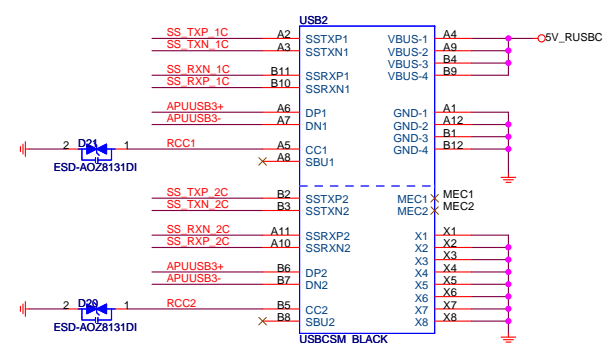 USB2
SS_TXP_1C A2 SSTXP1 VBUS-1 A4 5V_RUSBC
SS_TXN_1C A3 SSTXN1 VBUS-2 A9
VBUS-3 B4
SS_RXN_1C B11 SSRXP1 VBUS-4 B9
SS_RXP_1C B10 SSRXN1
APUUSB3+ A6 DP1 GND-1 A1
APUUSB3- A7 DN1 GND-2 A12
GND-3 B1
2 D21 1 RCC1 A5 CC1 GND-4 B12
A8 SBU1
ESD-AOZ8131DI
SS_TXP_2C B2 SSTXP2 MEC1 MEC1
SS_TXN_2C B3 SSTXN2 MEC2 MEC2
SS_RXN_2C A11 SSRXP2 X1 X1
SS_RXP_2C A10 SSRXN2 X2 X2
X3 X3
APUUSB3+ B6 DP2 X4 X4
APUUSB3- B7 DN2 X5 X5
X6 X6
2 D20 1 RCC2 B5 CC2 X7 X7
B8 SBU2 X8 X8
ESD-AOZ8131DI
USBCSM_BLACK